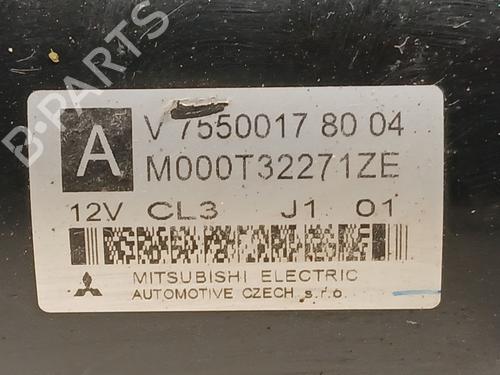 B-PARTS
A
V 7550017 80 04
M000T32271ZE
12V CL3 J1 01
MITSUBISHI ELECTRIC
AUTOMOTIVE CZECH s.r.o.